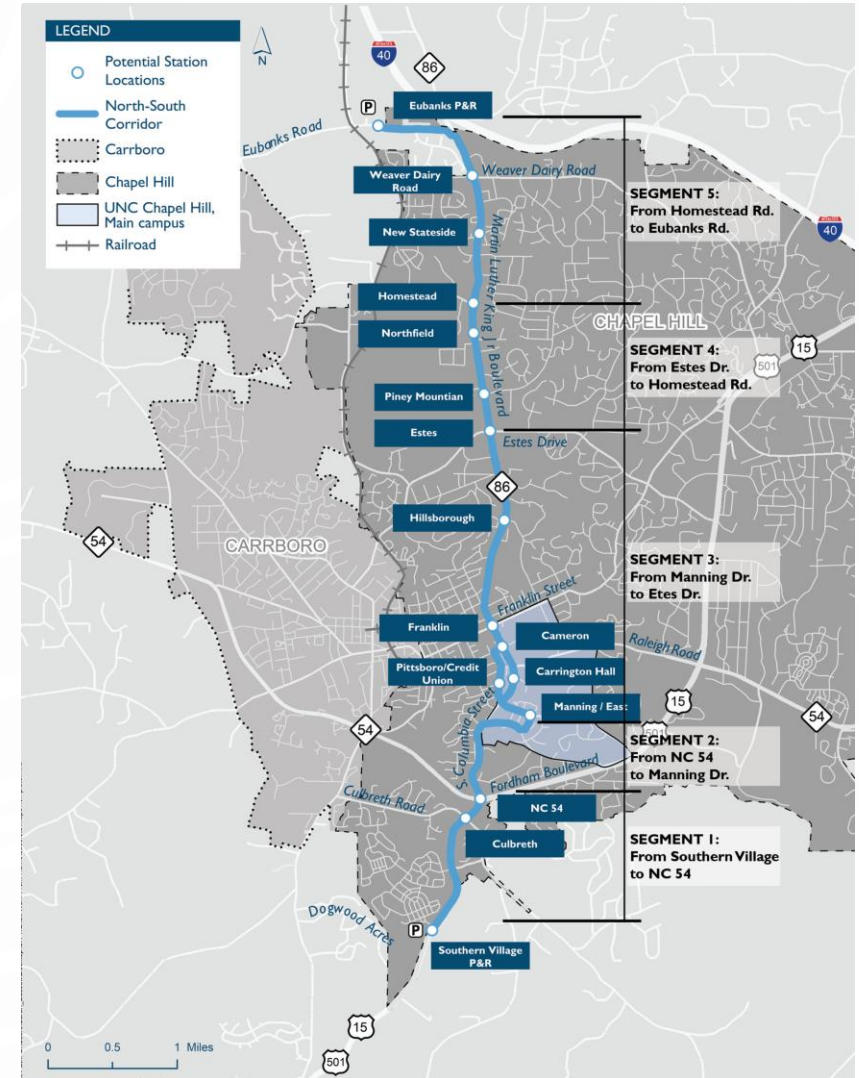 LEGEND
Potential Station
Locations
North-South
Corridor
Carrboro
Chapel Hill
UNC Chapel Hill,
Main campus
Railroad
N
40
86
P
Eubanks P&R
Eubanks Road
Weaver Dairy
Road
Weaver Dairy Road
New Stateside
Martin Luther King Jr Boulevard
SEGMENT 5:
From Homestead Rd.
to Eubanks Rd.
40
Homestead
CHAPEL HILL
Northfield
15
501
SEGMENT 4:
From Estes Dr.
to Homestead Rd.
Piney Mountian
Estes
Estes Drive
86
Hillsborough
54
CARRBORO
SEGMENT 3:
From Manning Dr.
to Etes Dr.
Franklin Street
Franklin
Cameron
Raleigh Road
Pittsboro/Credit
Union
Carrington Hall
Manning / East
15
501
54
54
S. Columbia Street
SEGMENT 2:
From NC 54
to Manning Dr.
Fordham Boulevard
Culbreth Road
NC 54
Culbreth
SEGMENT 1:
From Southern Village
to NC 54
Dogwood Acres
P
Southern Village
P&R
15
501
0 0.5 1 Miles